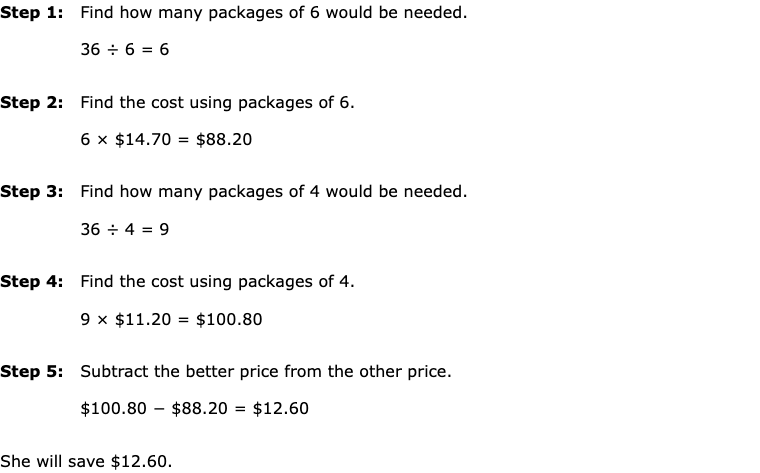 Step 1: Find how many packages of 6 would be needed.
36 ÷ 6 = 6
Step 2: Find the cost using packages of 6.
6 × $14.70 = $88.20
Step 3: Find how many packages of 4 would be needed.
36 ÷ 4 = 9
Step 4: Find the cost using packages of 4.
9 × $11.20 = $100.80
Step 5: Subtract the better price from the other price.
$100.80 − $88.20 = $12.60
She will save $12.60.